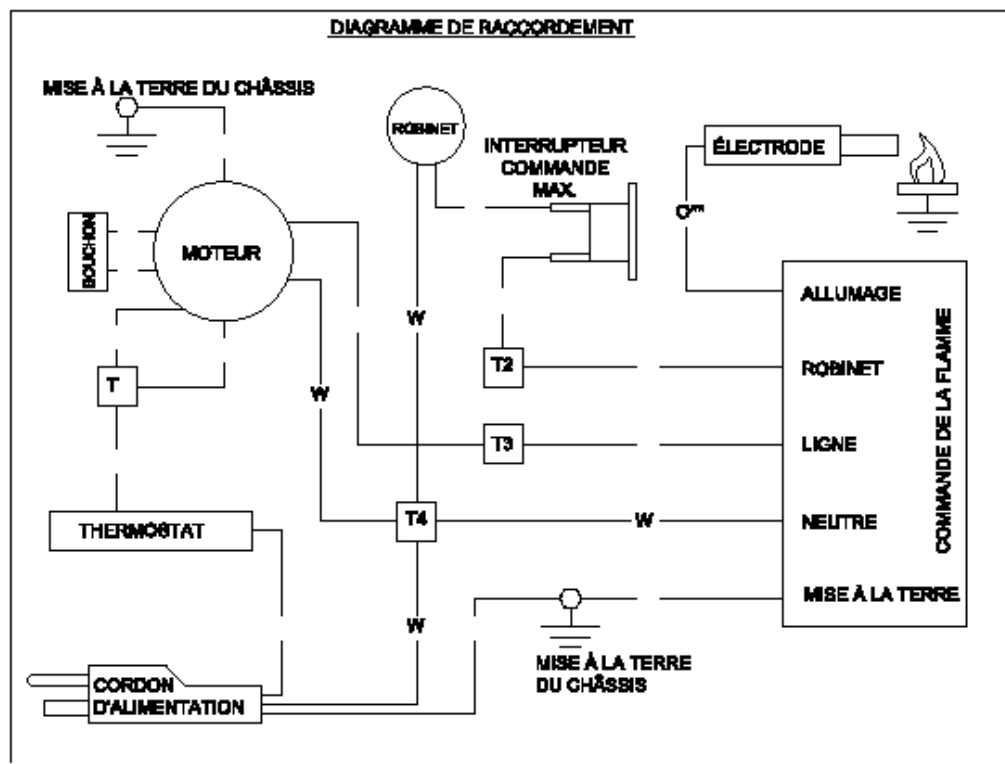 DIAGRAMME DE RACCORDEMENT
MISE À LA TERRE DU CHÂSSIS
ROBINET
INTERRUPTEUR
COMMANDE
MAX.
ÉLECTRODE
Oʳⁿ
BOUCHON
MOTEUR
ALLUMAGE
W
T2
ROBINET
T
W
T3
LIGNE
COMMANDE DE LA FLAMME
THERMOSTAT
T4
W
NEUTRE
MISE À LA TERRE
W
MISE À LA TERRE
DU CHÂSSIS
CORDON
D'ALIMENTATION